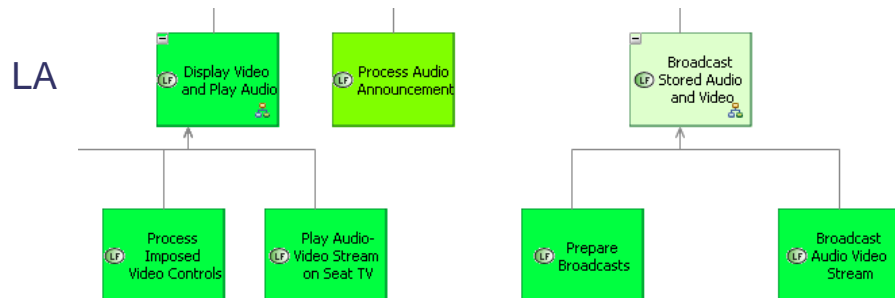 LA
LF
Display Video
and Play Audio
LF
Process Audio
Announcement
LF
Broadcast
Stored Audio
and Video
LF
Process
Imposed
Video Controls
LF
Play Audio-
Video Stream
on Seat TV
LF
Prepare
Broadcasts
LF
Broadcast
Audio Video
Stream